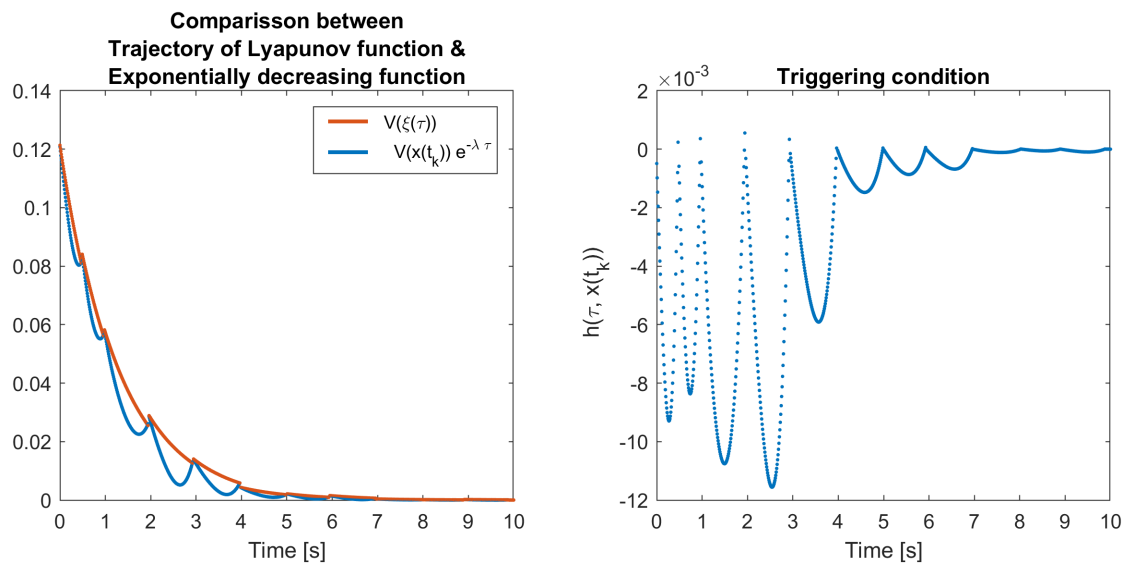 Comparisson between
Trajectory of Lyapunov function &
Exponentially decreasing function
0.14
0.12
0.1
0.08
0.06
0.04
0.02
0
V(ξ(τ))
V(x(t_k)) e^{-λ τ}
0 1 2 3 4 5 6 7 8 9 10
Time [s]
Triggering condition
×10^{-3}
2
0
-2
-4
-6
-8
-10
-12
h(τ, x(t_k))
0 1 2 3 4 5 6 7 8 9 10
Time [s]